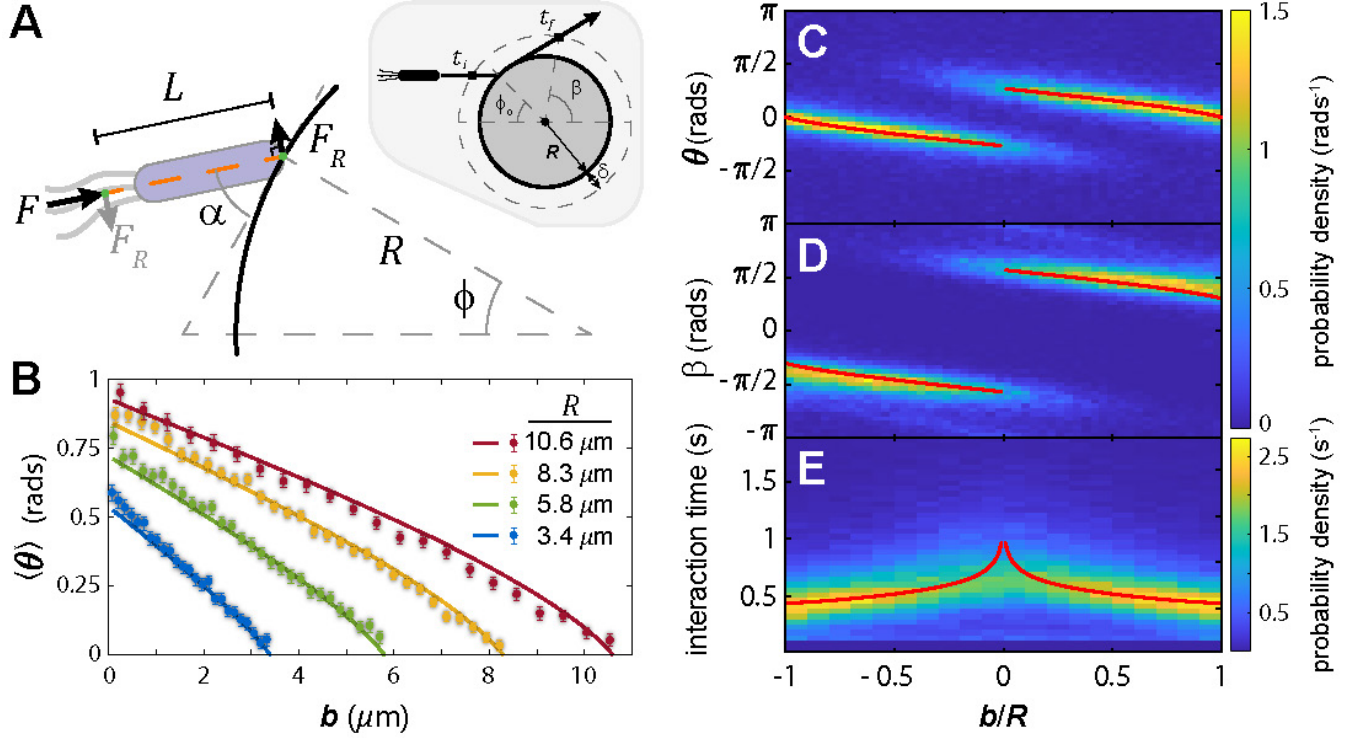 A
L
F
F_R
F_R
α
R
ϕ
t_i
t_f
ϕ_o
β
R
δ
B
⟨θ⟩ (rads)
1
0.75
0.5
0.25
0
0
2
4
6
8
10
b (μm)
R
10.6 μm
8.3 μm
5.8 μm
3.4 μm
C
θ (rads)
π
π/2
0
-π/2
π
D
β (rads)
π/2
0
-π/2
-π
E
interaction time (s)
1.5
1
0.5
-1
-0.5
0
0.5
1
b/R
1.5
1
0.5
0
probability density (rads⁻¹)
2.5
2
1.5
1
0.5
probability density (s⁻¹)